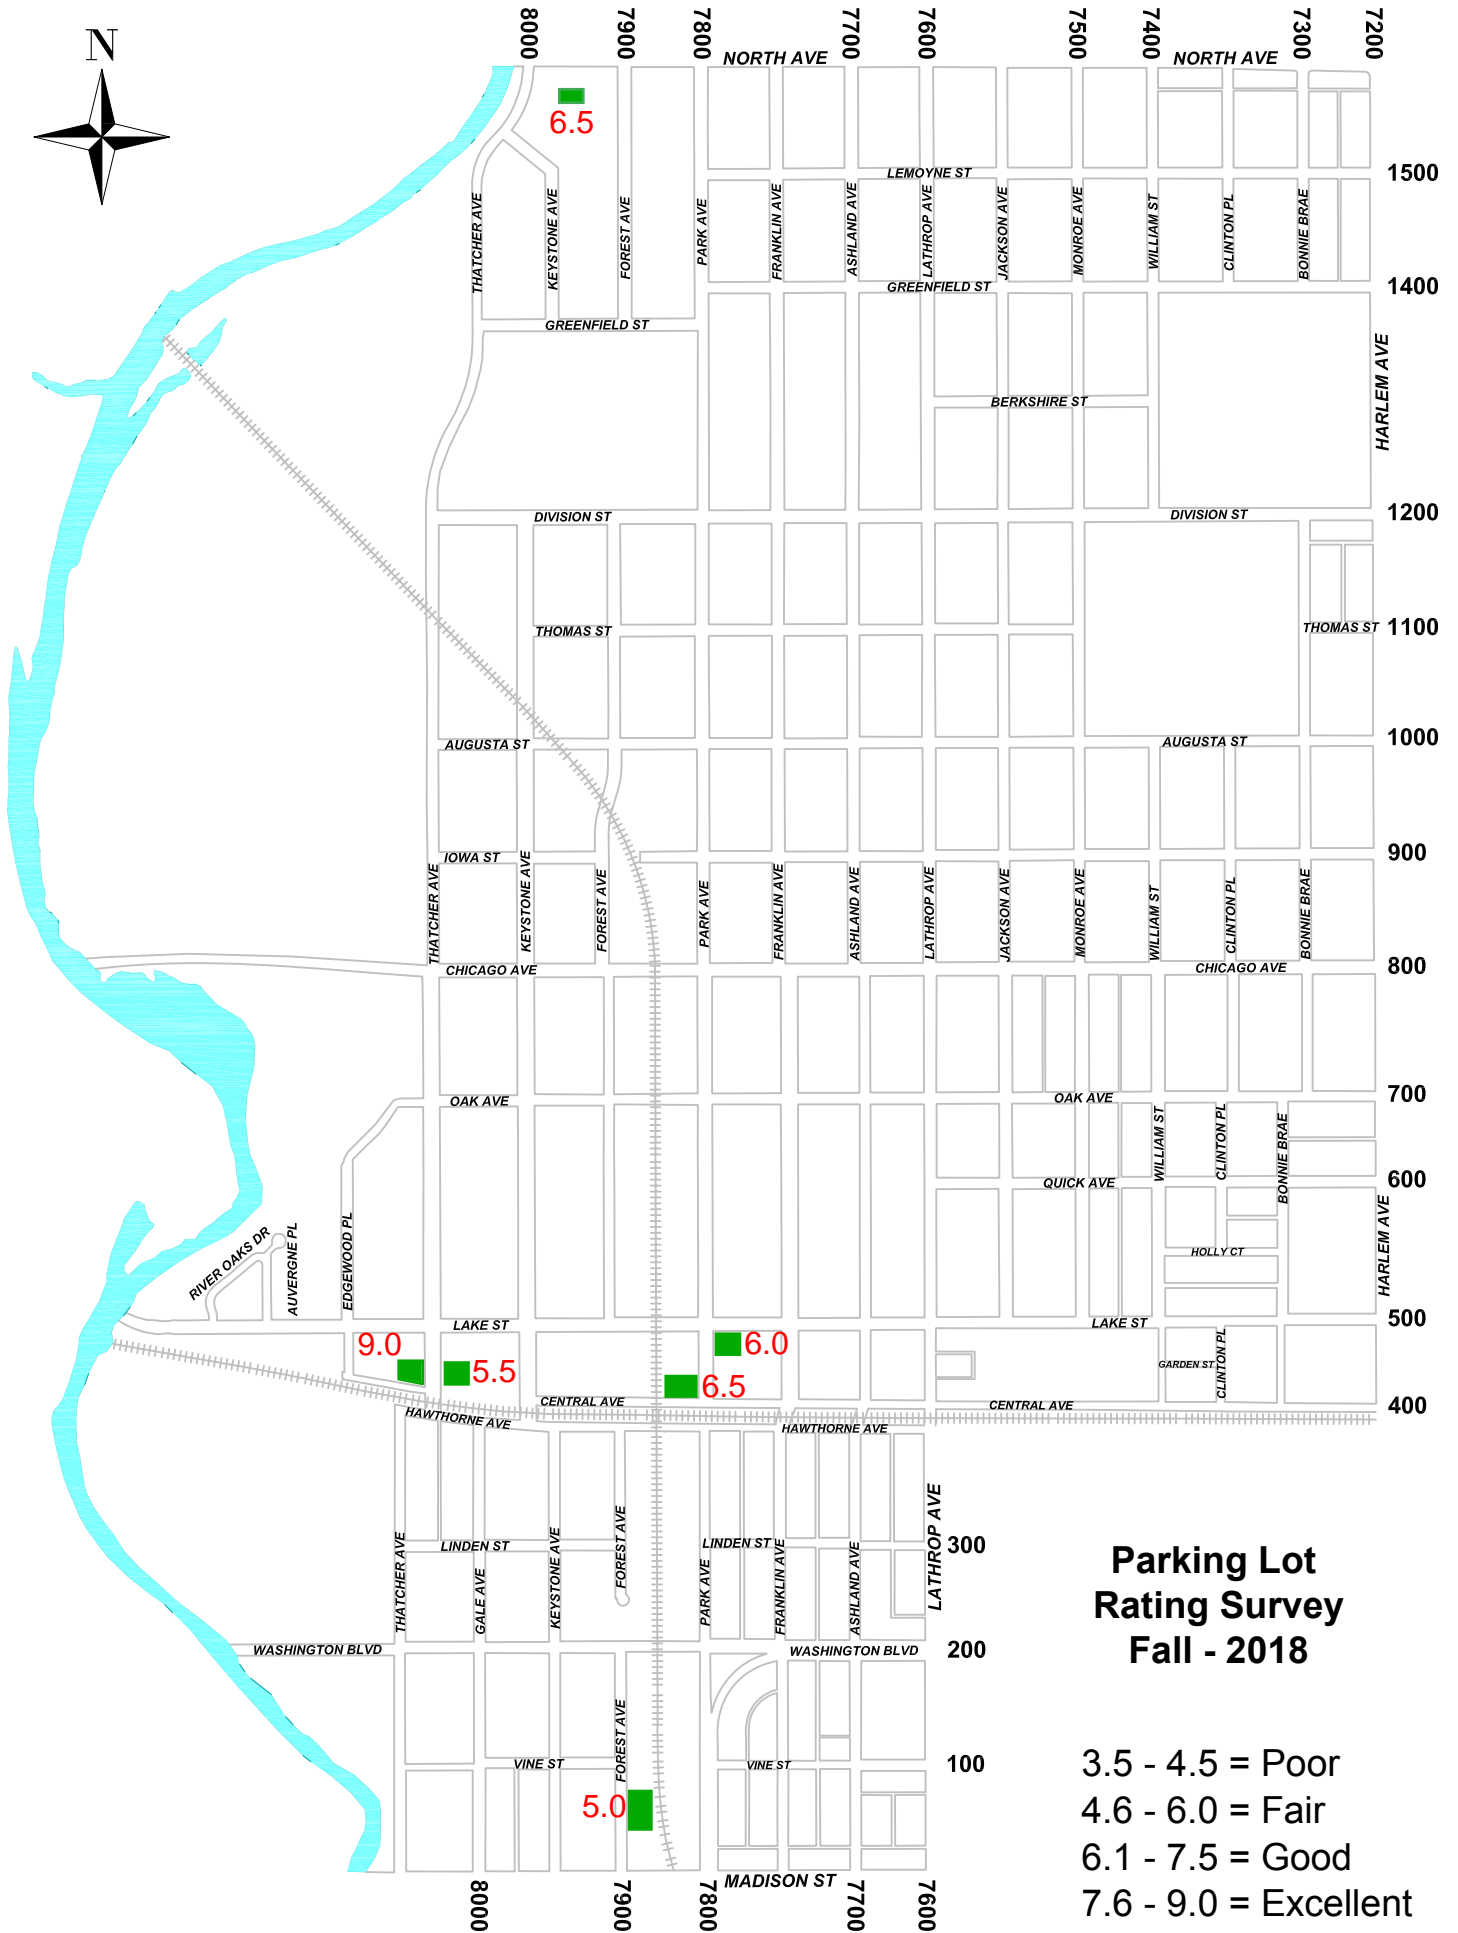 8000
7900
7800
7700
7600
7500
7400
7300
7200
N
NORTH AVE
NORTH AVE
6.5
LEMOYNE ST
1500
THATCHER AVE
KEYSTONE AVE
FOREST AVE
PARK AVE
FRANKLIN AVE
ASHLAND AVE
LATHROP AVE
JACKSON AVE
MONROE AVE
WILLIAM ST
CLINTON PL
BONNIE BRAE
GREENFIELD ST
1400
GREENFIELD ST
HARLEM AVE
BERKSHIRE ST
DIVISION ST
DIVISION ST
1200
THOMAS ST
THOMAS ST
1100
AUGUSTA ST
AUGUSTA ST
1000
IOWA ST
900
THATCHER AVE
KEYSTONE AVE
FOREST AVE
PARK AVE
FRANKLIN AVE
ASHLAND AVE
LATHROP AVE
JACKSON AVE
MONROE AVE
WILLIAM ST
CLINTON PL
BONNIE BRAE
CHICAGO AVE
CHICAGO AVE
800
OAK AVE
OAK AVE
700
WILLIAM ST
CLINTON PL
BONNIE BRAE
QUICK AVE
600
RIVER OAKS DR
AUVERGNE PL
EDGEWOOD PL
HOLLY CT
HARLEM AVE
LAKE ST
LAKE ST
500
9.0
5.5
6.0
6.5
GARDEN ST
CLINTON PL
CENTRAL AVE
CENTRAL AVE
400
HAWTHORNE AVE
HAWTHORNE AVE
LINDEN ST
LINDEN ST
300
THATCHER AVE
GALE AVE
KEYSTONE AVE
FOREST AVE
PARK AVE
FRANKLIN AVE
ASHLAND AVE
LATHROP AVE
Parking Lot
Rating Survey
Fall - 2018
WASHINGTON BLVD
WASHINGTON BLVD
200
FOREST AVE
VINE ST
VINE ST
100
5.0
3.5 - 4.5 = Poor
4.6 - 6.0 = Fair
6.1 - 7.5 = Good
7.6 - 9.0 = Excellent
MADISON ST
8000
7900
7800
7700
7600